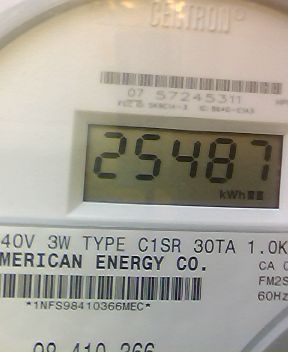 CENTRON®
07 57245311
25487
kWh
40V 3W TYPE C1SR 30TA 1.0K
MERICAN ENERGY CO.
CA 0
*1NFS98410366MEC*
FM2S
60Hz
98 410 366